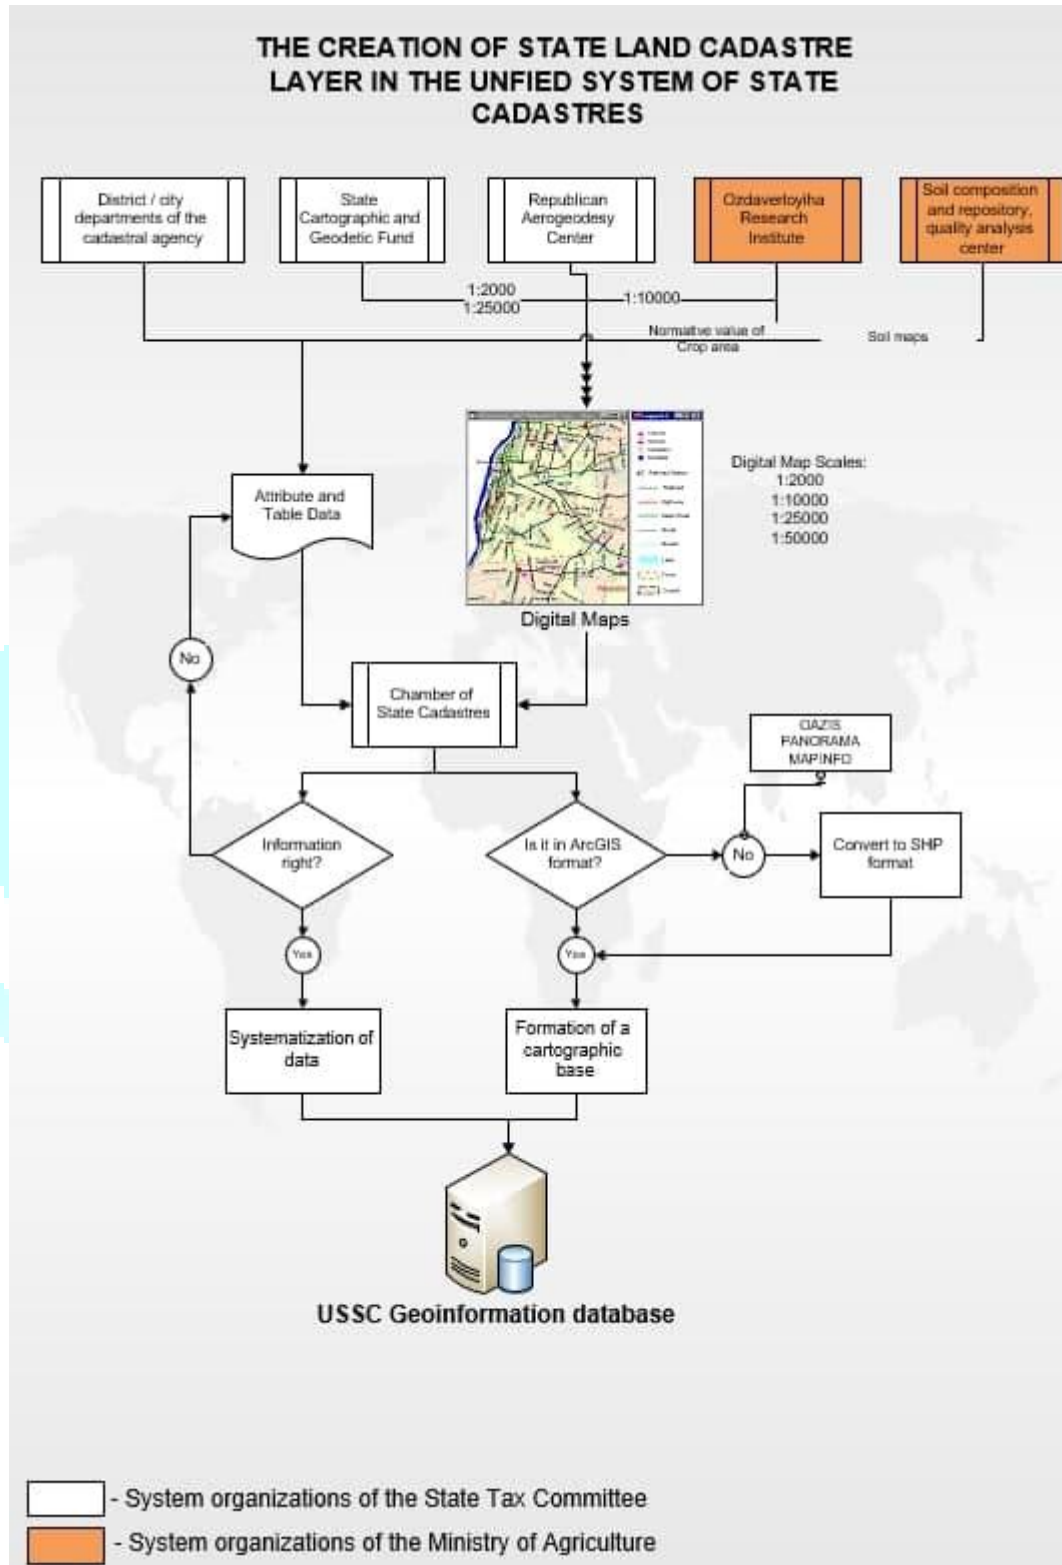 THE CREATION OF STATE LAND CADASTRE
LAYER IN THE UNFIED SYSTEM OF STATE
CADASTRES
District / city
departments of the
cadastral agency
State
Cartographic and
Geodetic Fund
Republican
Aerogeodesy
Center
Ozdaverloyiha
Research
Institute
Soil composition
and repository,
quality analysis
center
1:2000
1:25000
1:10000
Normative value of
Crop area
Soil maps
Attribute and
Table Data
Digital Map Scales:
1:2000
1:10000
1:25000
1:50000
Digital Maps
No
Chamber of
State Cadastres
OAZIS
PANORAMA
MAPINFO
Information
right?
Is it in ArcGIS
format?
No
Convert to SHP
format
Yes
Yes
Systematization of
data
Formation of a
cartographic
base
USSC Geoinformation database
- System organizations of the State Tax Committee
- System organizations of the Ministry of Agriculture